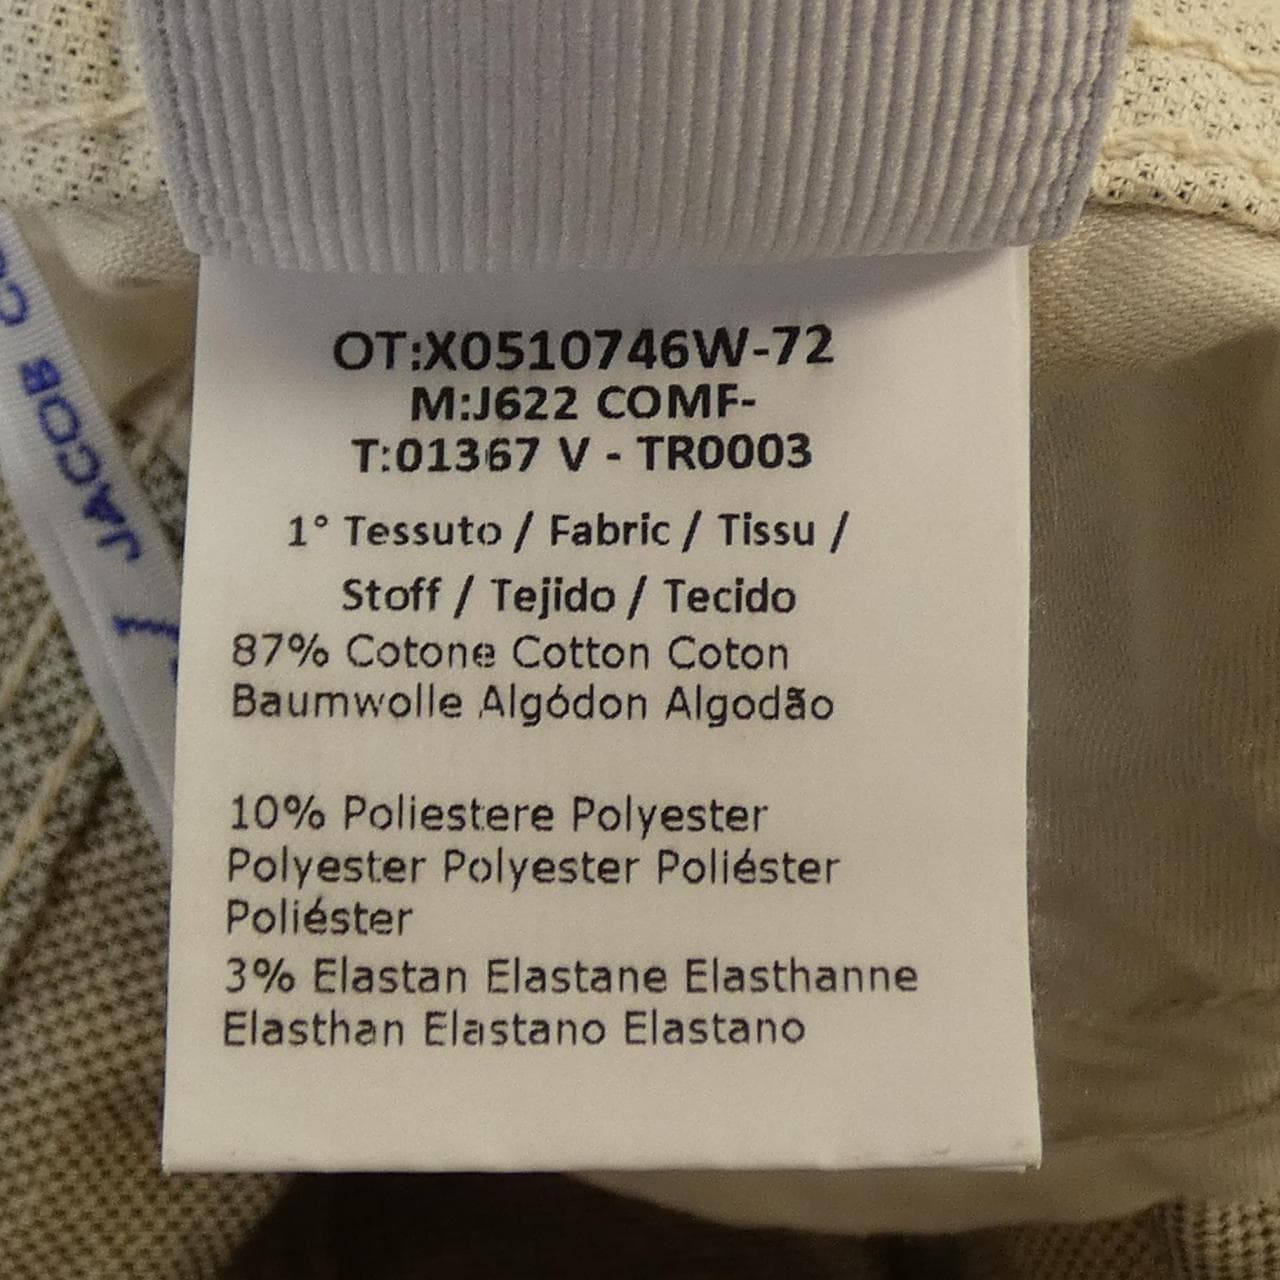 OT:X0510746W-72
M:J622 COMF-
T:01367 V - TR0003
1° Tessuto / Fabric / Tissu /
Stoff / Tejido / Tecido
87% Cotone Cotton Coton
Baumwolle Algódon Algodão
10% Poliestere Polyester
Polyester Polyester Poliéster
Poliéster
3% Elastan Elastane Elasthanne
Elasthan Elastano Elastano
JACOB